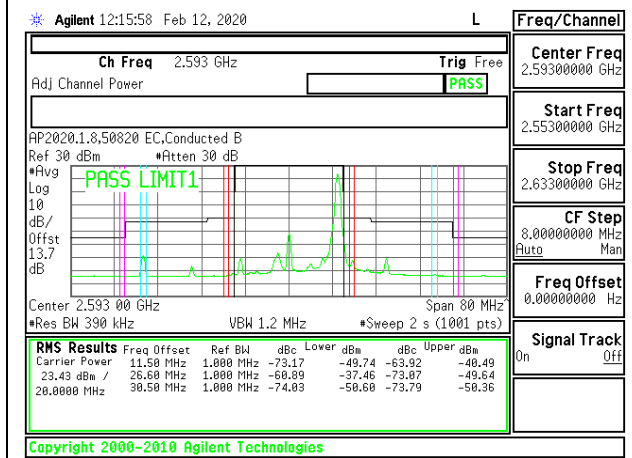 Agilent 12:15:58 Feb 12, 2020 L
Freq/Channel
Ch Freq 2.593 GHz Trig Free
Adj Channel Power PASS
Center Freq
2.59300000 GHz
Start Freq
2.55300000 GHz
AP2020.1.8,50820 EC,Conducted B
Ref 30 dBm #Atten 30 dB
#Avg
Log
10
dB/
Offst
13.7
dB
PASS LIMIT1
Stop Freq
2.63300000 GHz
CF Step
8.00000000 MHz
Auto Man
Freq Offset
0.00000000 Hz
Center 2.593 00 GHz Span 80 MHz
#Res BW 390 kHz VBW 1.2 MHz #Sweep 2 s (1001 pts)
Signal Track
On Off
RMS Results Freq Offset Ref BW dBc Lower dBm dBc Upper dBm
Carrier Power 11.50 MHz 1.000 MHz -73.17 -49.74 -63.92 -40.49
23.43 dBm / 26.60 MHz 1.000 MHz -60.89 -37.46 -73.07 -49.64
20.0000 MHz 30.50 MHz 1.000 MHz -74.03 -50.60 -73.79 -50.36
Copyright 2000-2010 Agilent Technologies